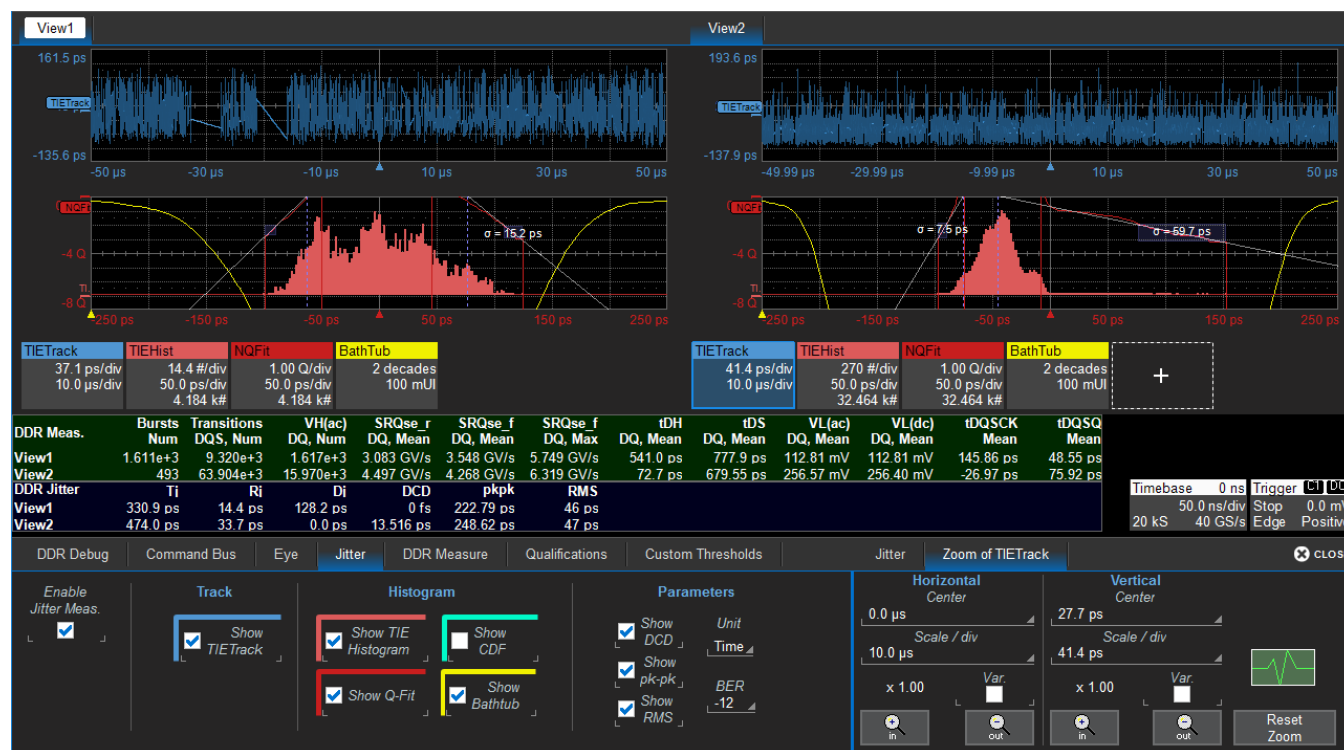 View1
View2
161.5 ps
TIETrack
-135.6 ps
-50 µs -30 µs -10 µs 10 µs 30 µs 50 µs
193.6 ps
TIETrack
-137.9 ps
-49.99 µs -29.99 µs -9.99 µs 10 µs 30 µs 50 µs
NQFit
σ = 15.2 ps
-4 Q
-8 Q
-250 ps -150 ps -50 ps 50 ps 150 ps 250 ps
NQFit
σ = 7.5 ps
σ = 59.7 ps
-4 Q
-8 Q
-250 ps -150 ps -50 ps 50 ps 150 ps 250 ps
TIETrack TIEHist NQFit BathTub
37.1 ps/div 14.4 #/div 1.00 Q/div 2 decades
10.0 µs/div 50.0 ps/div 50.0 ps/div 100 mUI
4.184 k# 4.184 k#
TIETrack TIEHist NQFit BathTub
41.4 ps/div 270 #/div 1.00 Q/div 2 decades
10.0 µs/div 50.0 ps/div 50.0 ps/div 100 mUI
32.464 k# 32.464 k#
+
Bursts Transitions VH(ac) SRQse_r SRQse_f SRQse_f tDH tDS VL(ac) VL(dc) tDQSCK tDQSQ
DDR Meas. Num DQS, Num DQ, Num DQ, Mean DQ, Mean DQ, Max DQ, Mean DQ, Mean DQ, Mean DQ, Mean Mean Mean
View1 1.611e+3 9.320e+3 1.617e+3 3.083 GV/s 3.548 GV/s 5.749 GV/s 541.0 ps 777.9 ps 112.81 mV 112.81 mV 145.86 ps 48.55 ps
View2 493 63.904e+3 15.970e+3 4.497 GV/s 4.268 GV/s 6.319 GV/s 72.7 ps 679.55 ps 256.57 mV 256.40 mV -26.97 ps 75.92 ps
DDR Jitter Tj Rj Dj DCD pkpk RMS
View1 330.9 ps 14.4 ps 128.2 ps 0 fs 222.79 ps 46 ps
View2 474.0 ps 33.7 ps 0.0 ps 13.516 ps 248.62 ps 47 ps
Timebase 0 ns Trigger C1 DC
50.0 ns/div Stop 0.0 mV
20 kS 40 GS/s Edge Positive
DDR Debug Command Bus Eye Jitter DDR Measure Qualifications Custom Thresholds
Jitter Zoom of TIETrack CLOSE
Enable
Jitter Meas.
Track
Show
TIETrack
Histogram
Show TIE
Histogram
Show
CDF
Show Q-Fit
Show
Bathtub
Parameters
Show
DCD
Unit
Time
Show
pk-pk
BER
-12
Show
RMS
Horizontal
Center
0.0 µs
Scale / div
10.0 µs
x 1.00
Var.
in
out
Vertical
Center
27.7 ps
Scale / div
41.4 ps
x 1.00
Var.
in
out
Reset
Zoom